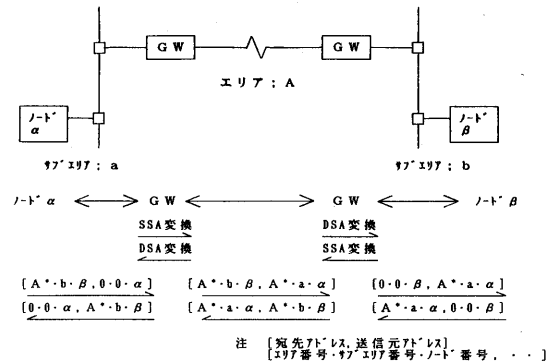 GW GW
エリア; A
ノード α
ノード β
サブエリア; a サブエリア; b
ノード α GW GW ノード β
SSA変換 DSA変換
DSA変換 SSA変換
[A*·b·β, 0·0·α] [A*·b·β, A*·a·α] [0·0·β, A*·a·α]
[0·0·α, A*·b·β] [A*·a·α, A*·b·β] [A*·a·α, 0·0·β]
注 [宛先アドレス, 送信元アドレス]
[エリア番号·サブエリア番号·ノード番号, · · ]